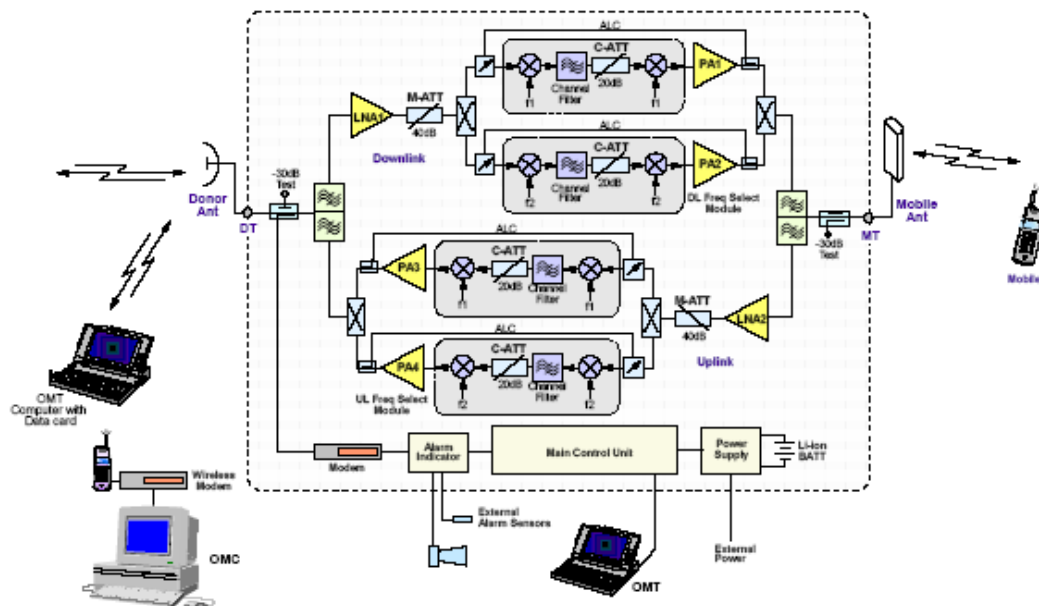 ALC
C-ATT
20dB
Channel
Filter
f1
f1
PA1
LNA1
M-ATT
40dB
Downlink
ALC
C-ATT
20dB
Channel
Filter
f2
f2
PA2
DL Freq Select
Module
-30dB
Test
Donor
Ant
DT
Mobile
Ant
MT
-30dB
Test
Mobile
ALC
C-ATT
20dB
Channel
Filter
f1
f1
PA3
M-ATT
40dB
LNA2
Uplink
ALC
C-ATT
20dB
Channel
Filter
f2
f2
PA4
UL Freq Select
Module
OMT
Computer with
Data card
Modem
Alarm
Indicator
Main Control Unit
Power
Supply
Li-ion
BATT
Wireless
Modem
OMC
External
Alarm Sensors
OMT
External
Power